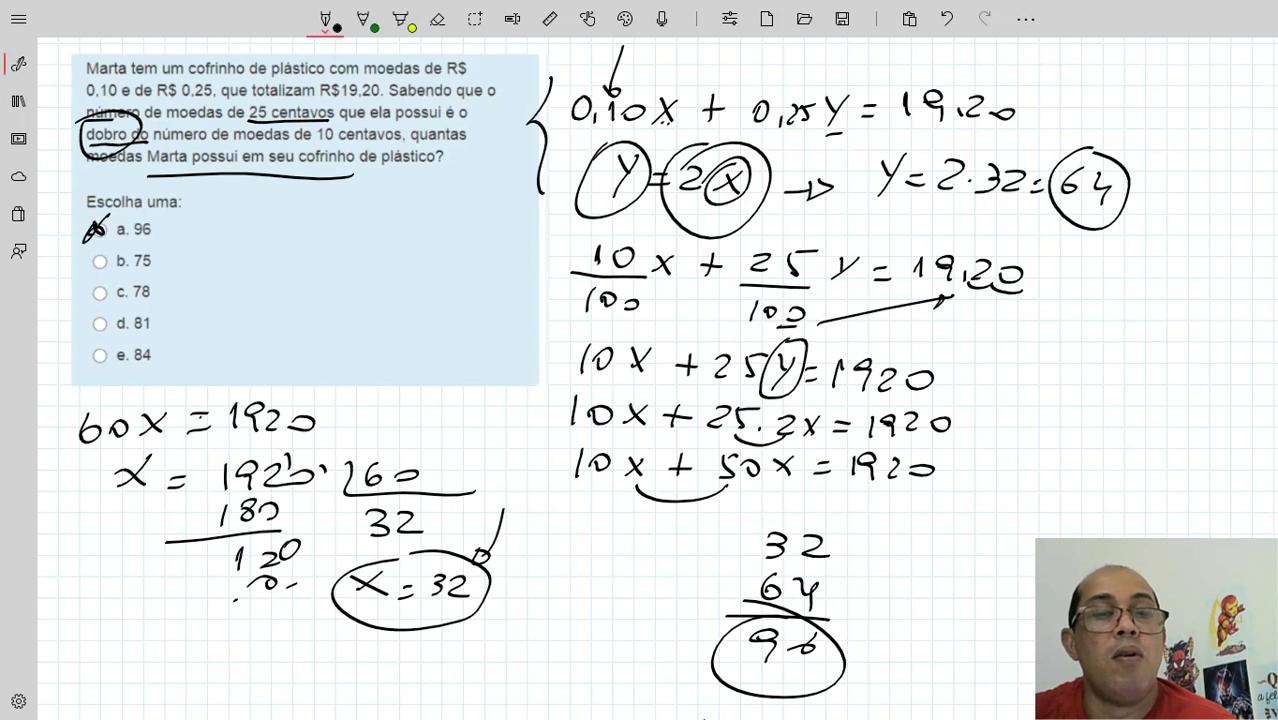 Marta tem um cofrinho de plástico com moedas de R$
0,10 e de R$ 0,25, que totalizam R$19,20. Sabendo que o
número de moedas de 25 centavos que ela possui é o
dobro do número de moedas de 10 centavos, quantas
moedas Marta possui em seu cofrinho de plástico?
Escolha uma:
a. 96
b. 75
c. 78
d. 81
e. 84
0,10x + 0,25y = 19,20
y = 2x → y = 2.32 = 64
10/100 x + 25/100 y = 19,20
10x + 25y = 1920
10x + 25.2x = 1920
10x + 50x = 1920
60x = 1920
x = 1920 60
180 32
120
0
x = 32
32
64
96